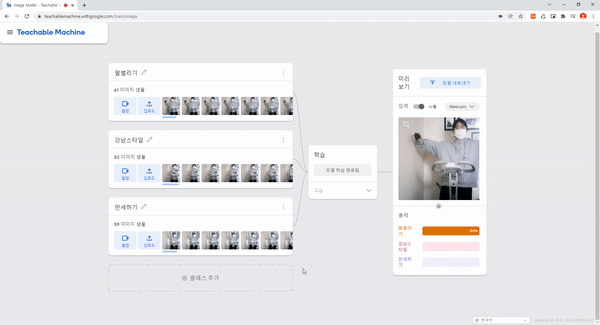 Image Model - Teachable
teachablemachine.withgoogle.com/train/image
Teachable Machine
팔벌리기
61 이미지 샘플
웹캠
업로드
강남스타일
52 이미지 샘플
웹캠
업로드
만세하기
59 이미지 샘플
웹캠
업로드
클래스 추가
학습
모델 학습 완료됨
고급
미리보기
모델 내보내기
입력
사용
Webcam
출력
팔벌리기
강남스타일
만세하기
한국어